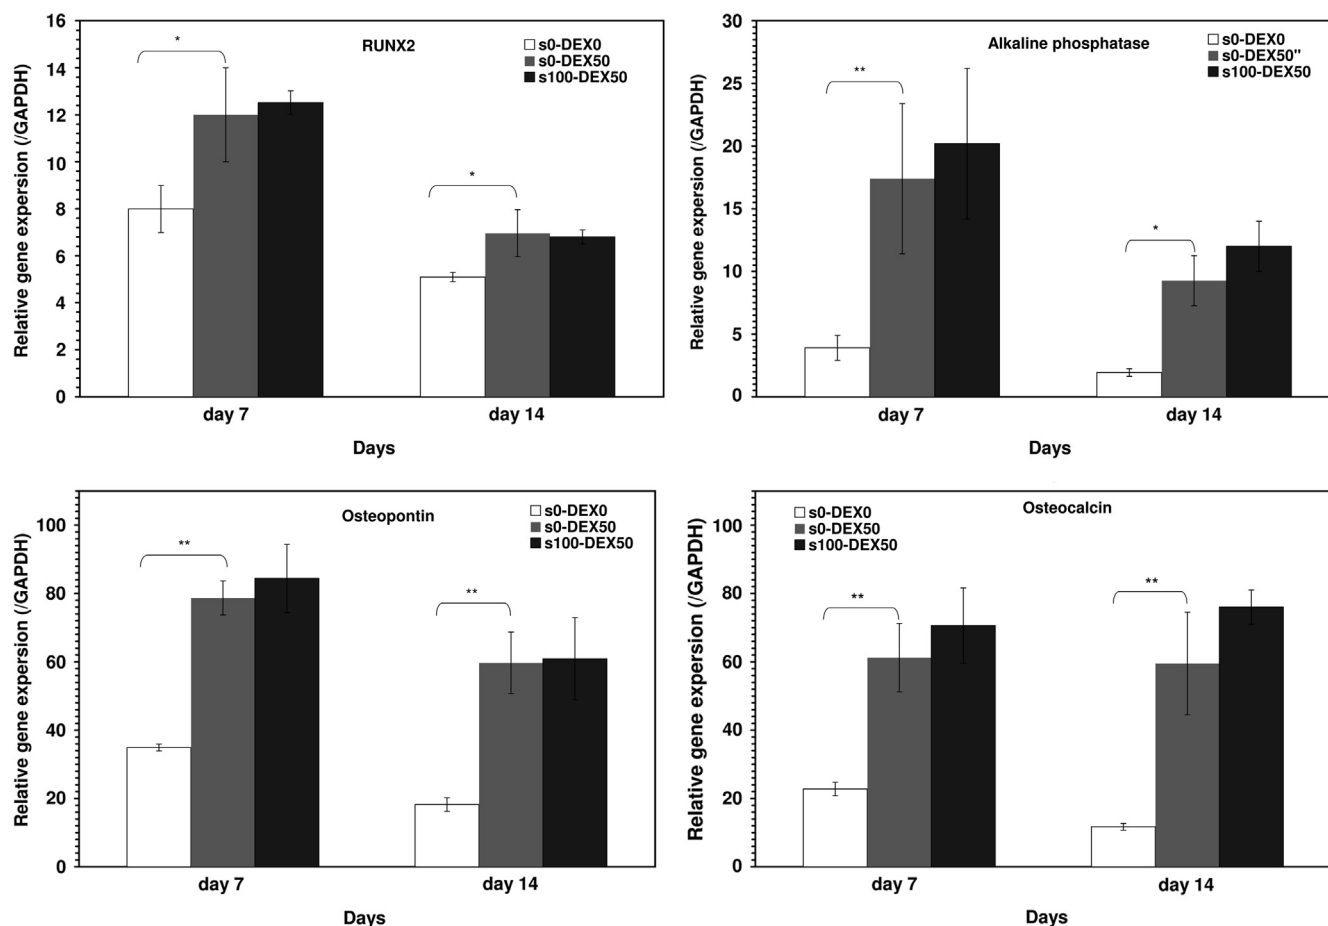 RUNX2
s0-DEX0
s0-DEX50
s100-DEX50
*
*
16
14
12
10
8
6
4
2
0
Relative gene expersion (/GAPDH)
day 7 day 14
Days
Alkaline phosphatase
s0-DEX0
s0-DEX50"
s100-DEX50
**
*
30
25
20
15
10
5
0
Relative gene expersion (/GAPDH)
day 7 day 14
Days
Osteopontin
s0-DEX0
s0-DEX50
s100-DEX50
**
**
100
80
60
40
20
0
Relative gene expersion (/GAPDH)
day 7 day 14
Days
Osteocalcin
s0-DEX0
s0-DEX50
s100-DEX50
**
**
100
80
60
40
20
0
Relative gene expersion (/GAPDH)
day 7 day 14
Days